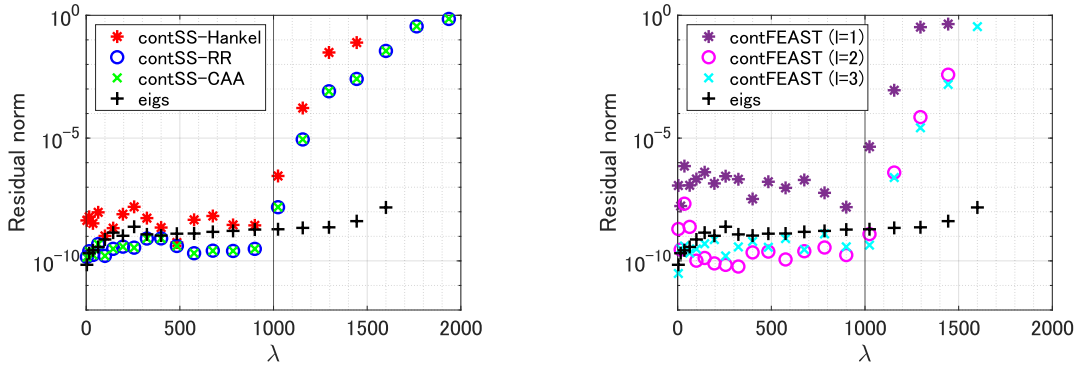 10^0
10^-5
10^-10
Residual norm
contSS-Hankel
contSS-RR
contSS-CAA
eigs
0 500 1000 1500 2000
λ
10^0
10^-5
10^-10
Residual norm
contFEAST (l=1)
contFEAST (l=2)
contFEAST (l=3)
eigs
0 500 1000 1500 2000
λ